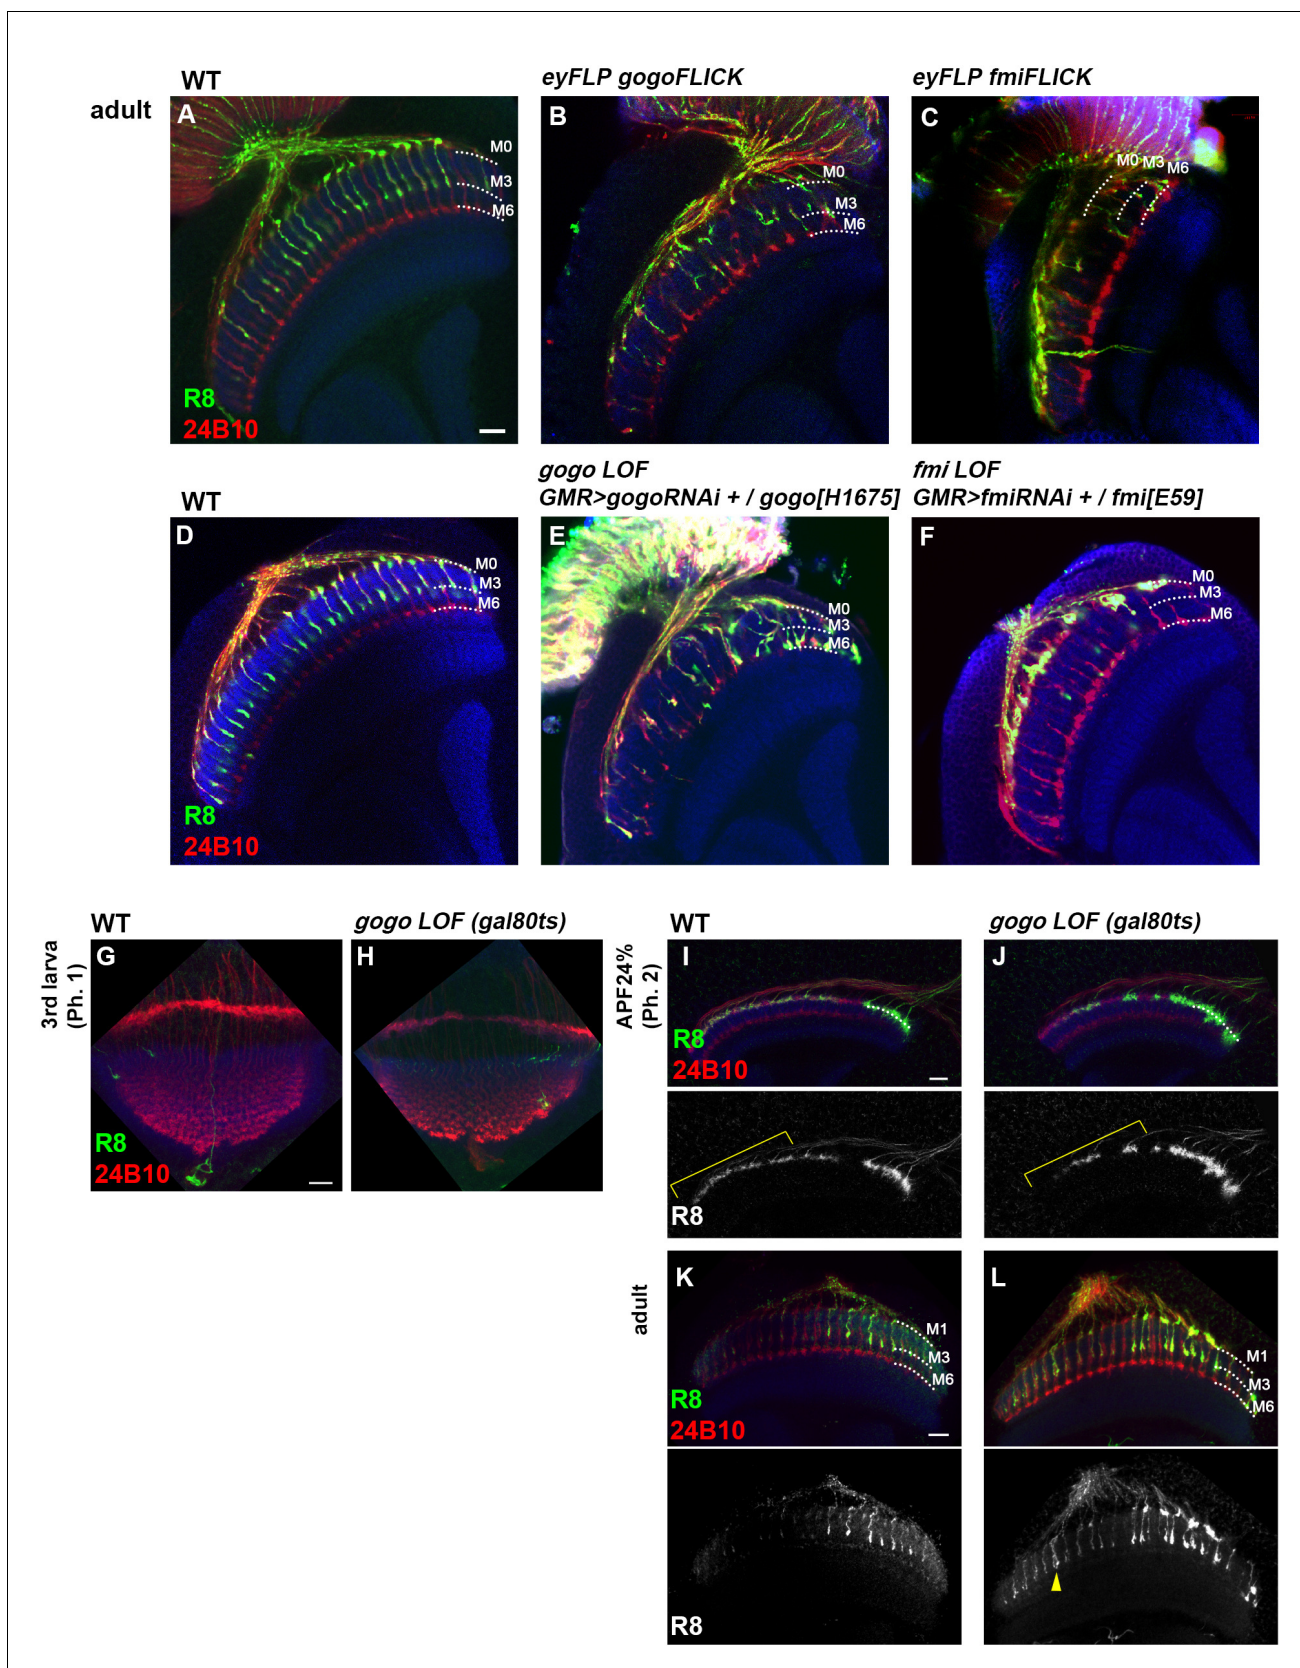 WT
eyFLP gogoFLICK
eyFLP fmiFLICK
adult
A
M0
M3
M6
R8
24B10
B
M0
M3
M6
C
M0 M3 M6
WT
gogo LOF
GMR>gogoRNAi + / gogo[H1675]
fmi LOF
GMR>fmiRNAi + / fmi[E59]
D
M0
M3
M6
R8
24B10
E
M0
M3
M6
F
M0
M3
M6
WT
gogo LOF (gal80ts)
3rd larva
(Ph. 1)
G
R8
24B10
H
WT
gogo LOF (gal80ts)
APF24%
(Ph. 2)
I
R8
24B10
J
R8
adult
K
M1
M3
M6
R8
24B10
L
M1
M3
M6
R8